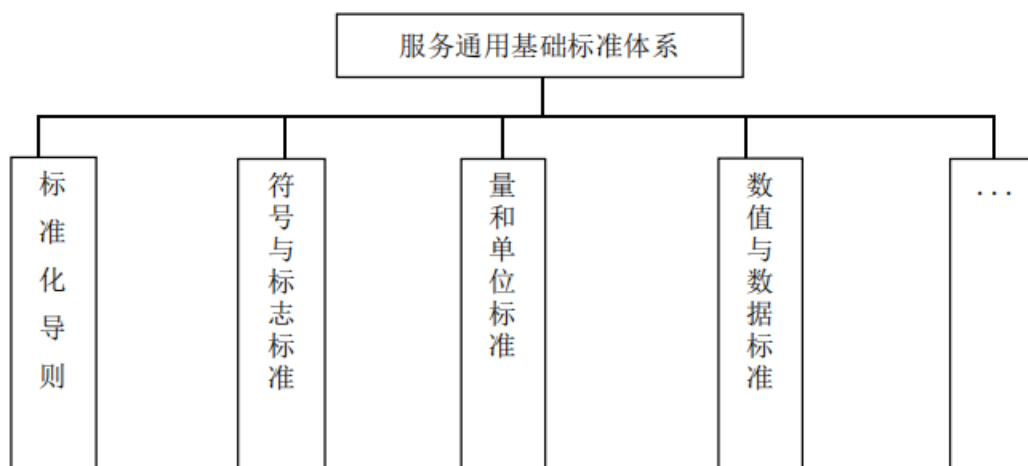 服务通用基础标准体系
标准化导则
符号与标志标准
量和单位标准
数值与数据标准
...